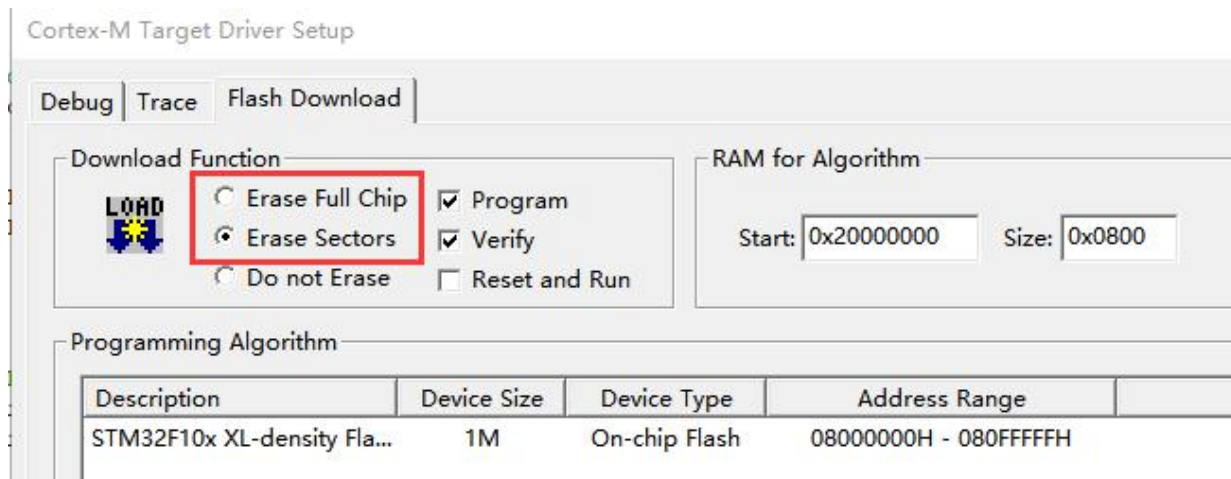 Cortex-M Target Driver Setup
Debug Trace Flash Download
Download Function
LOAD
Erase Full Chip
Erase Sectors
Do not Erase
Program
Verify
Reset and Run
RAM for Algorithm
Start: 0x20000000 Size: 0x0800
Programming Algorithm
Description Device Size Device Type Address Range
STM32F10x XL-density Fla... 1M On-chip Flash 08000000H - 080FFFFFH